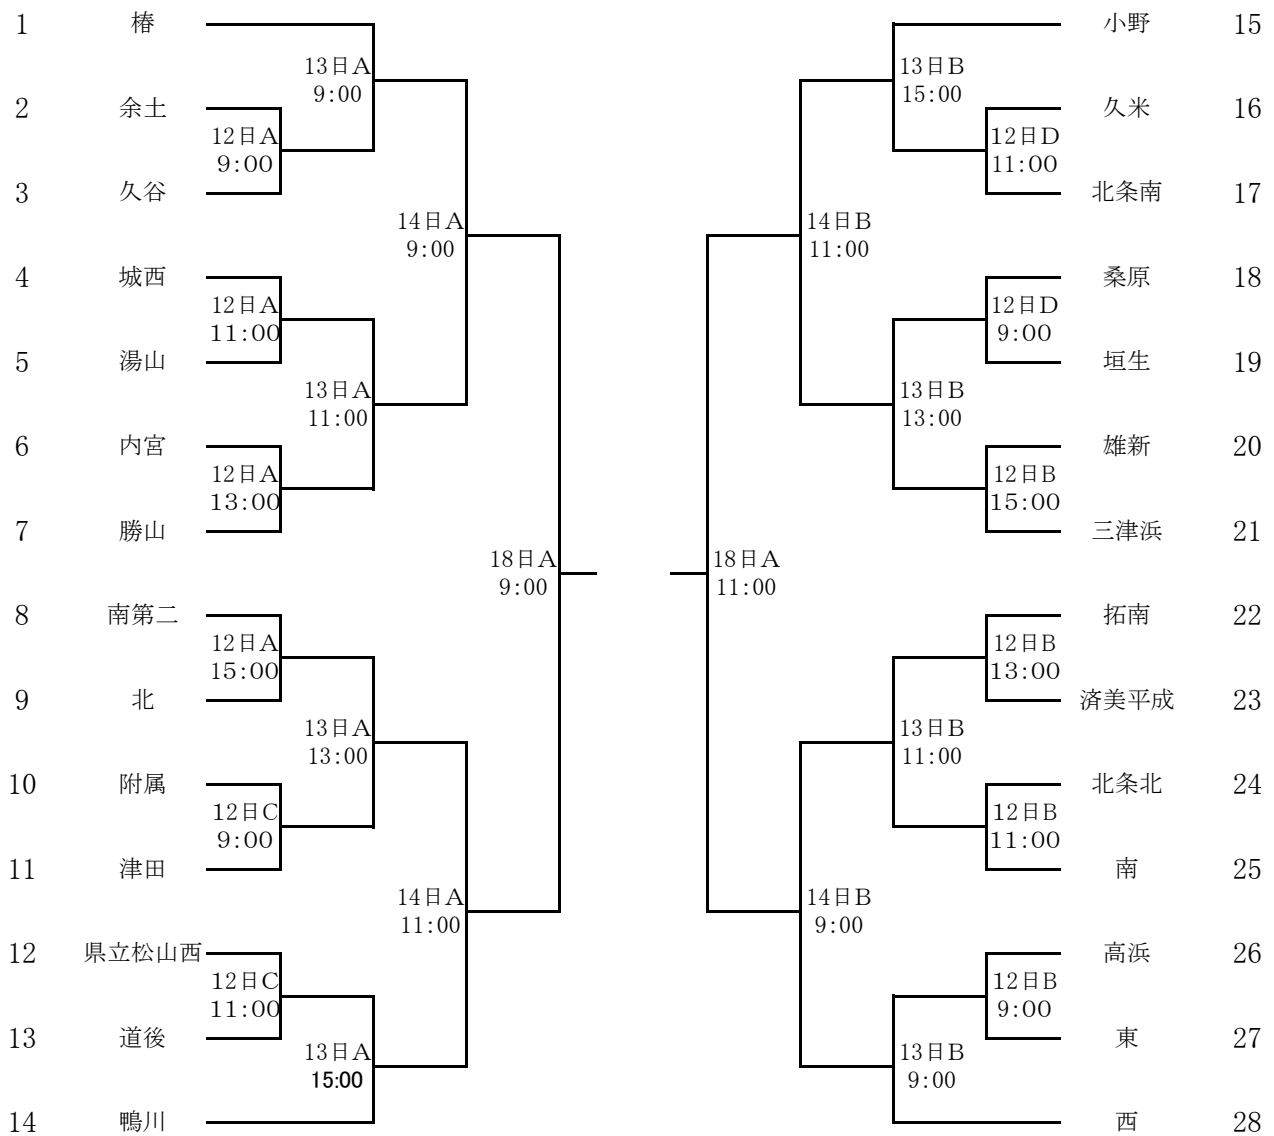 1 椿
13日A
9:00
2 余土
12日A
9:00
3 久谷
14日A
9:00
4 城西
12日A
11:00
5 湯山
13日A
11:00
6 内宮
12日A
13:00
7 勝山
18日A
9:00
8 南第二
12日A
15:00
9 北
13日A
13:00
10 附属
12日C
9:00
11 津田
14日A
11:00
12 県立松山西
12日C
11:00
13 道後
13日A
15:00
14 鴨川
小野 15
13日B
15:00
久米 16
12日D
11:00
北条南 17
14日B
11:00
桑原 18
12日D
9:00
垣生 19
13日B
13:00
雄新 20
12日B
15:00
三津浜 21
18日A
11:00
拓南 22
12日B
13:00
済美平成 23
13日B
11:00
北条北 24
12日B
11:00
南 25
14日B
9:00
高浜 26
12日B
9:00
東 27
13日B
9:00
西 28